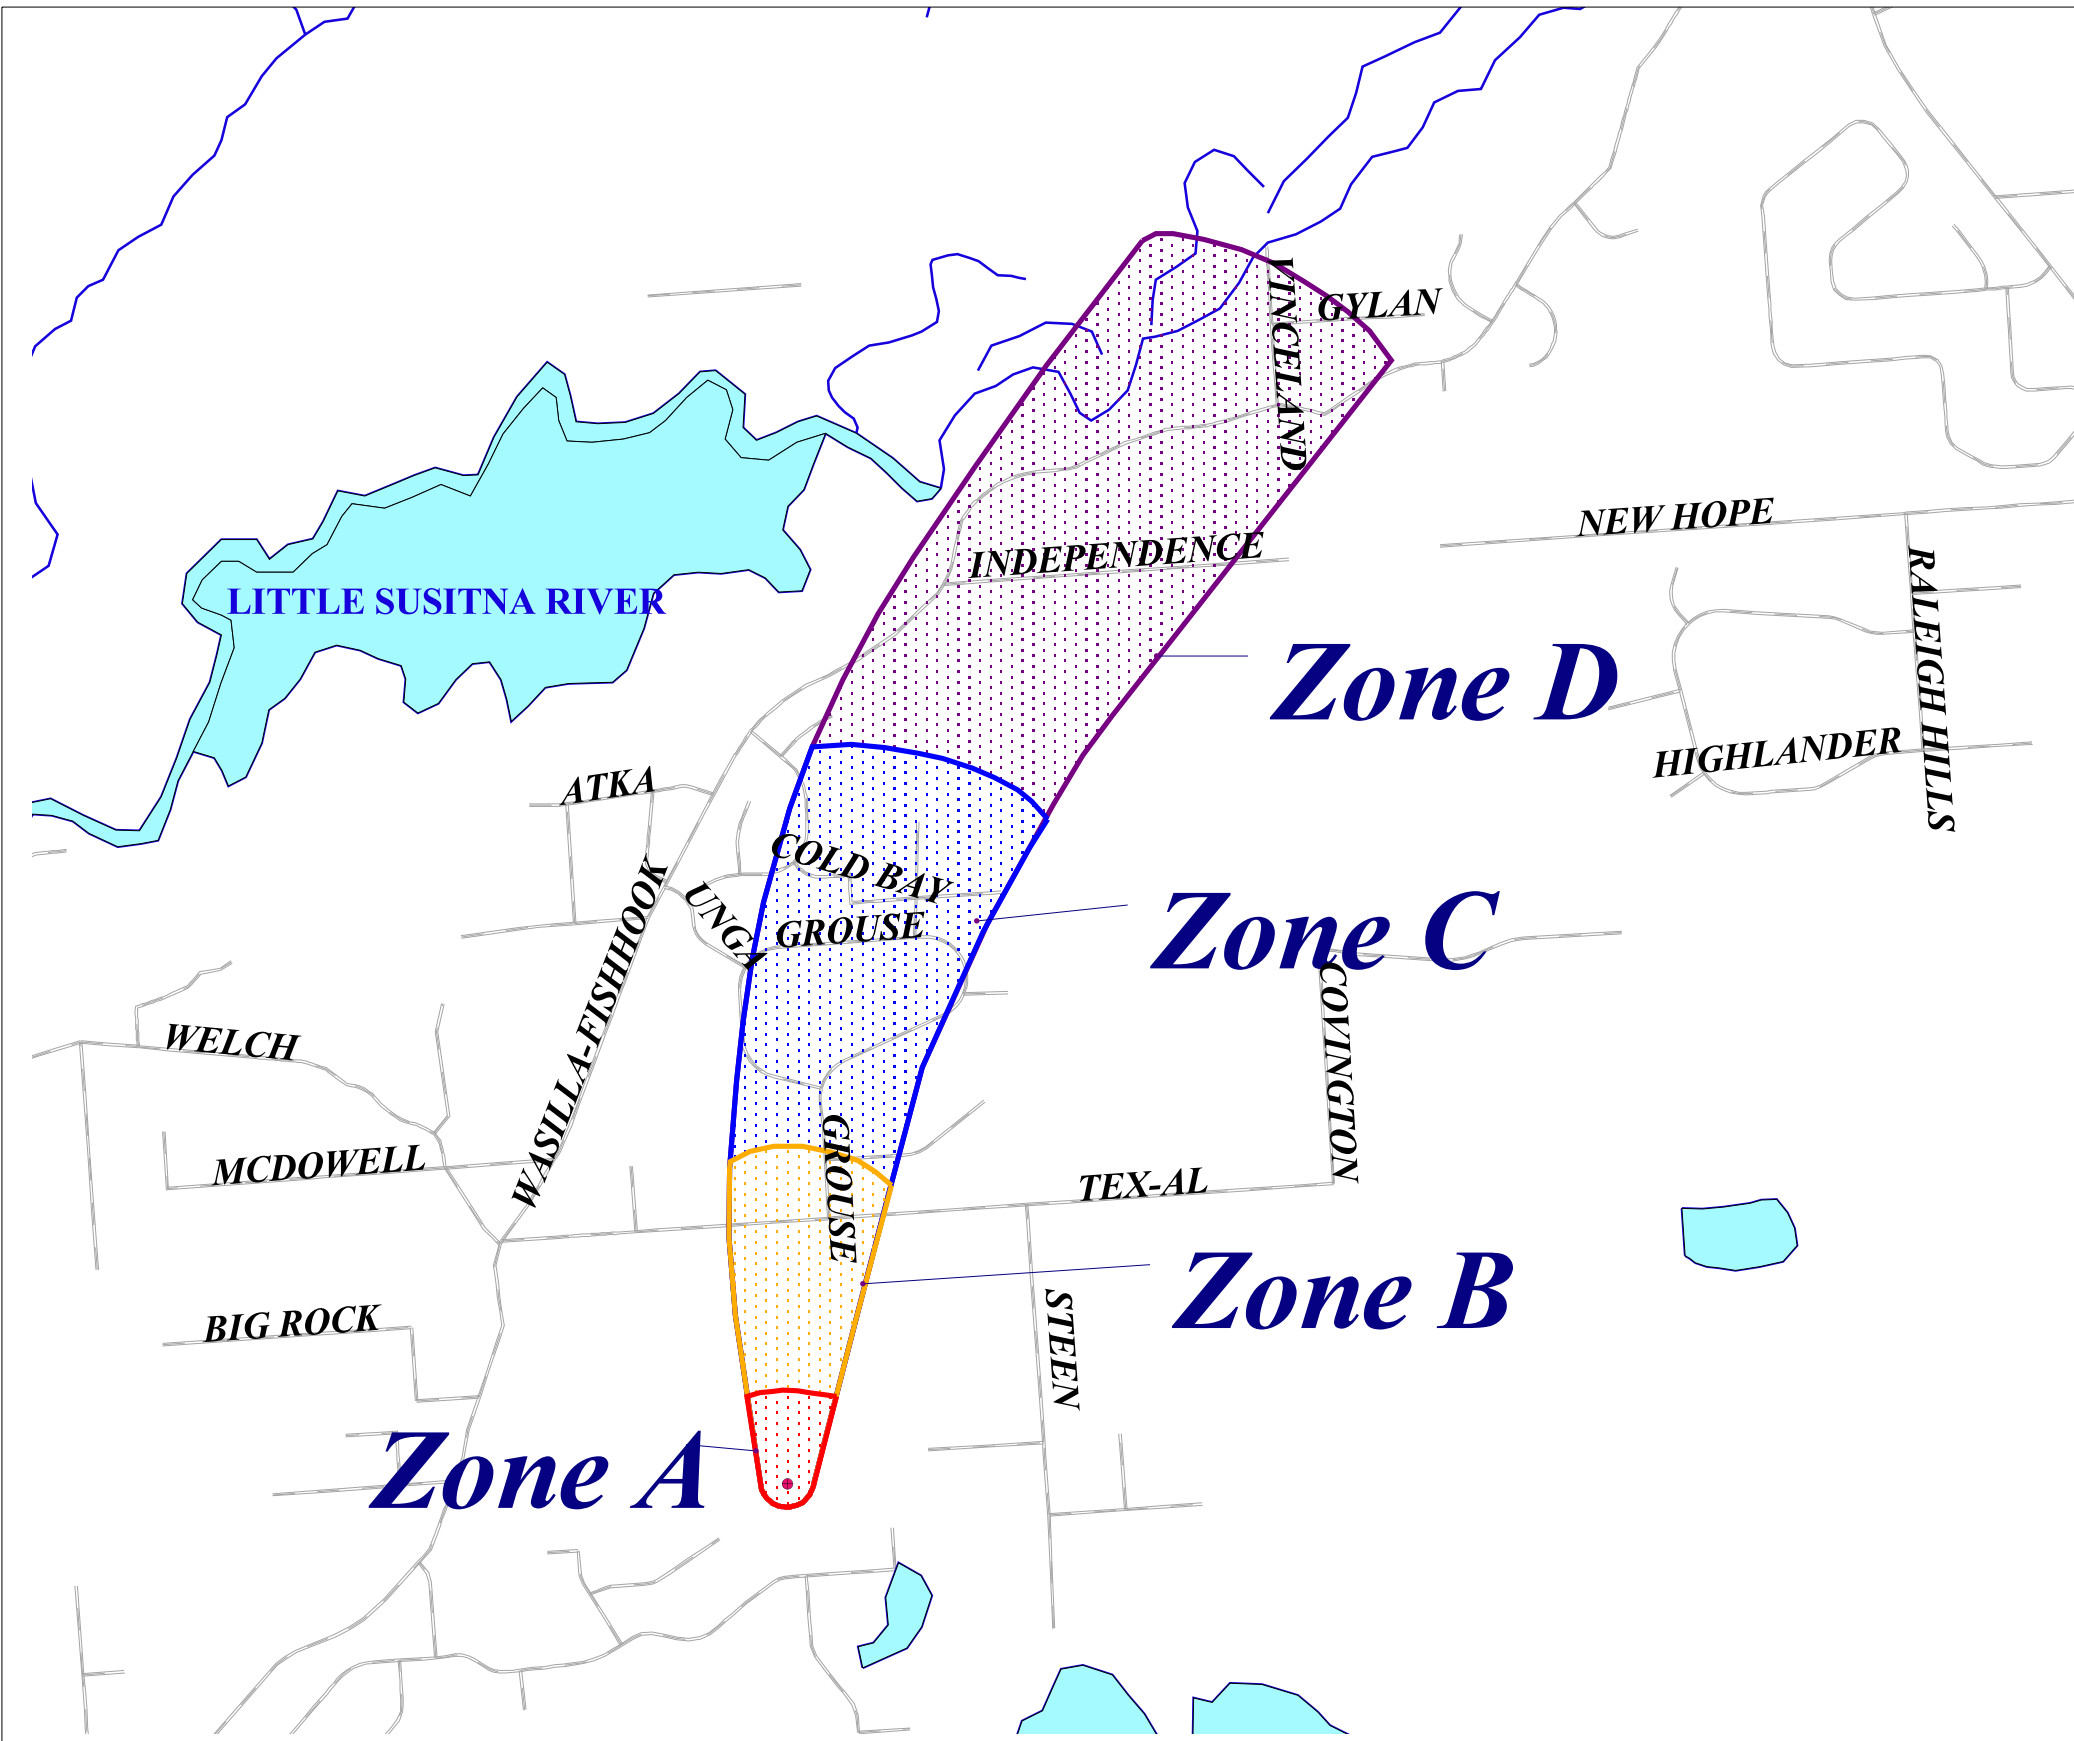 VINCELAND
GYLAN
NEW HOPE
INDEPENDENCE
RALEIGH HILLS
LITTLE SUSITNA RIVER
Zone D
HIGHLANDER
ATKA
COLD BAY
UNGA
GROUSE
Zone C
WASILLA-FISHHOOK
COVINGTON
WELCH
MCDOWELL
GROUSE
TEX-AL
Zone B
BIG ROCK
STEEN
Zone A